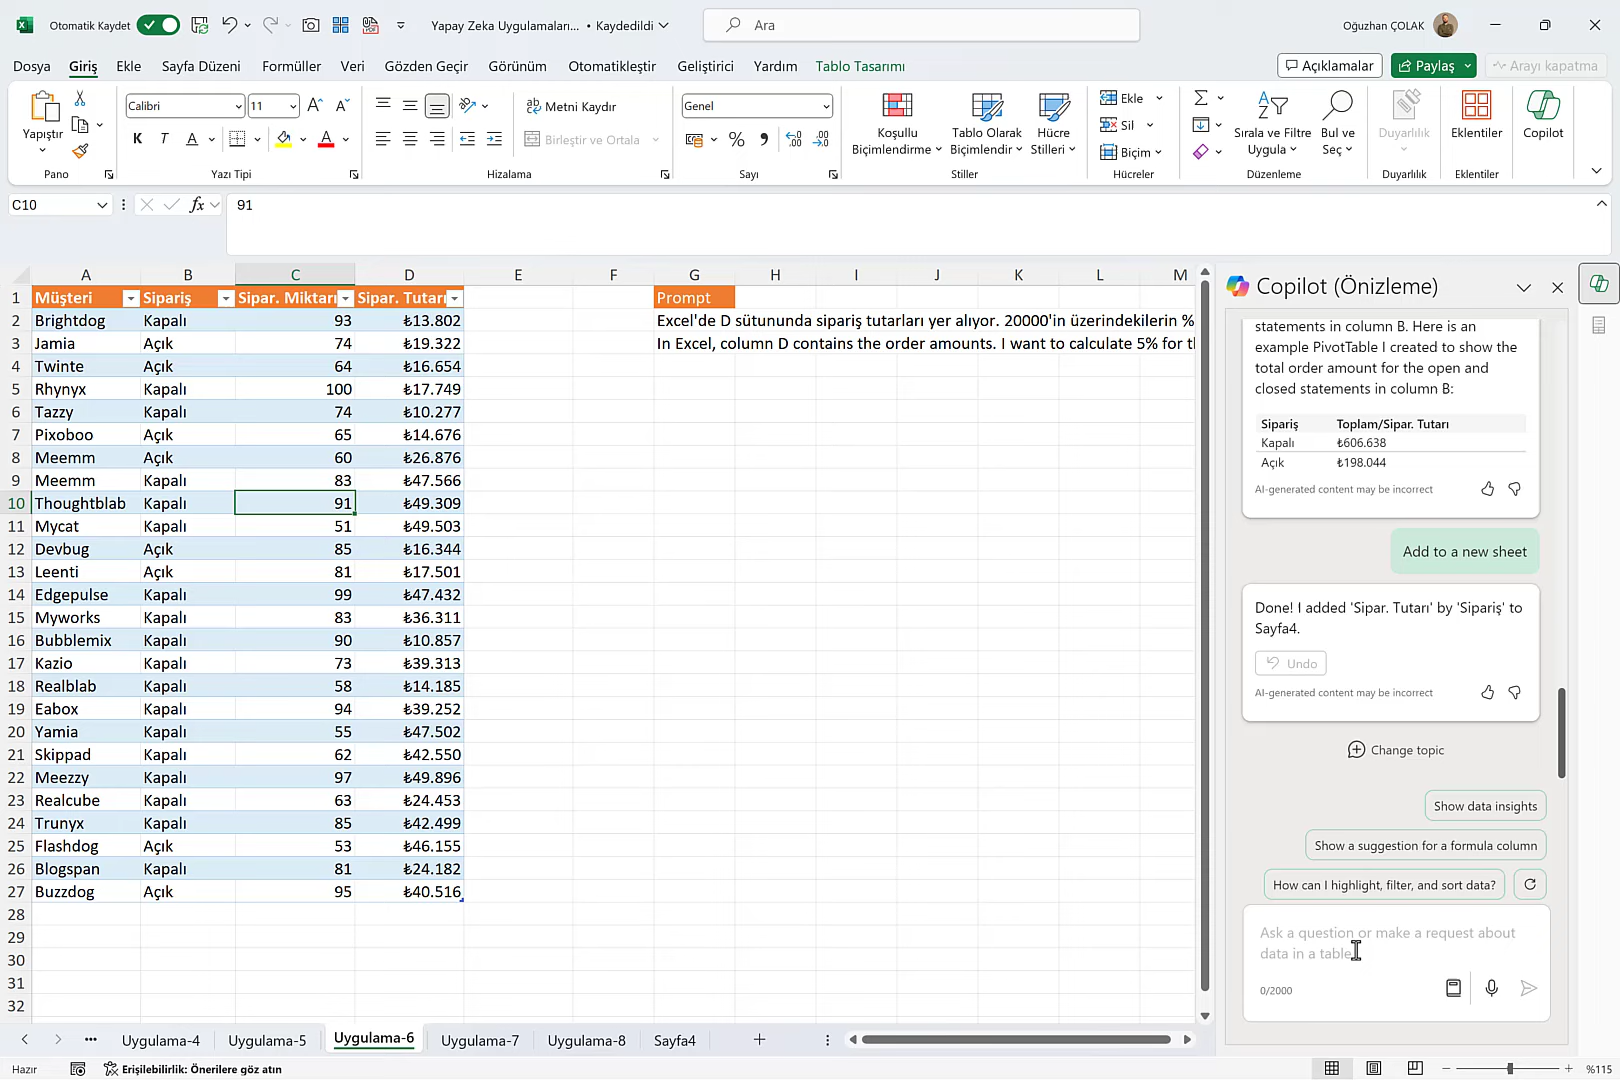 Otomatik Kaydet
Yapay Zeka Uygulamaları... • Kaydedildi
Ara
Oğuzhan ÇOLAK
Dosya Giriş Ekle Sayfa Düzeni Formüller Veri Gözden Geçir Görünüm Otomatikleştir Geliştirici Yardım Tablo Tasarımı
Açıklamalar Paylaş Arayı kapatma
Yapıştır
Pano
Calibri 11
K T A
Yazı Tipi
Metni Kaydır
Birleştir ve Ortala
Hizalama
Genel
Sayı
Koşullu Biçimlendirme
Tablo Olarak Biçimlendir
Hücre Stilleri
Stiller
Ekle
Sil
Biçim
Hücreler
Sırala ve Filtre Uygula
Bul ve Seç
Düzenleme
Duyarlılık
Duyarlılık
Eklentiler
Eklentiler
Copilot
C10 fx 91
A B C D E F G H I J K L M
1 Müşteri Sipariş Sipar. Miktarı Sipar. Tutarı Prompt
2 Brightdog Kapalı 93 ₺13.802 Excel'de D sütununda sipariş tutarları yer alıyor. 20000'in üzerindekilerin %
3 Jamia Açık 74 ₺19.322 In Excel, column D contains the order amounts. I want to calculate 5% for t
4 Twinte Açık 64 ₺16.654
5 Rhynyx Kapalı 100 ₺17.749
6 Tazzy Kapalı 74 ₺10.277
7 Pixoboo Açık 65 ₺14.676
8 Meemm Açık 60 ₺26.876
9 Meemm Kapalı 83 ₺47.566
10 Thoughtblab Kapalı 91 ₺49.309
11 Mycat Kapalı 51 ₺49.503
12 Devbug Açık 85 ₺16.344
13 Leenti Açık 81 ₺17.501
14 Edgepulse Kapalı 99 ₺47.432
15 Myworks Kapalı 83 ₺36.311
16 Bubblemix Kapalı 90 ₺10.857
17 Kazio Kapalı 73 ₺39.313
18 Realblab Kapalı 58 ₺14.185
19 Eabox Kapalı 94 ₺39.252
20 Yamia Kapalı 55 ₺47.502
21 Skippad Kapalı 62 ₺42.550
22 Meezzy Kapalı 97 ₺49.896
23 Realcube Kapalı 63 ₺24.453
24 Trunyx Kapalı 85 ₺42.499
25 Flashdog Açık 53 ₺46.155
26 Blogspan Kapalı 81 ₺24.182
27 Buzzdog Açık 95 ₺40.516
28
29
30
31
32
Copilot (Önizleme)
statements in column B. Here is an
example PivotTable I created to show the
total order amount for the open and
closed statements in column B:
Sipariş Toplam/Sipar. Tutarı
Kapalı ₺606.638
Açık ₺198.044
AI-generated content may be incorrect
Add to a new sheet
Done! I added 'Sipar. Tutarı' by 'Sipariş' to
Sayfa4.
Undo
AI-generated content may be incorrect
Change topic
Show data insights
Show a suggestion for a formula column
How can I highlight, filter, and sort data?
Ask a question or make a request about
data in a table
0/2000
Uygulama-4 Uygulama-5 Uygulama-6 Uygulama-7 Uygulama-8 Sayfa4
Hazır Erişilebilirlik: Önerilere göz atın %115